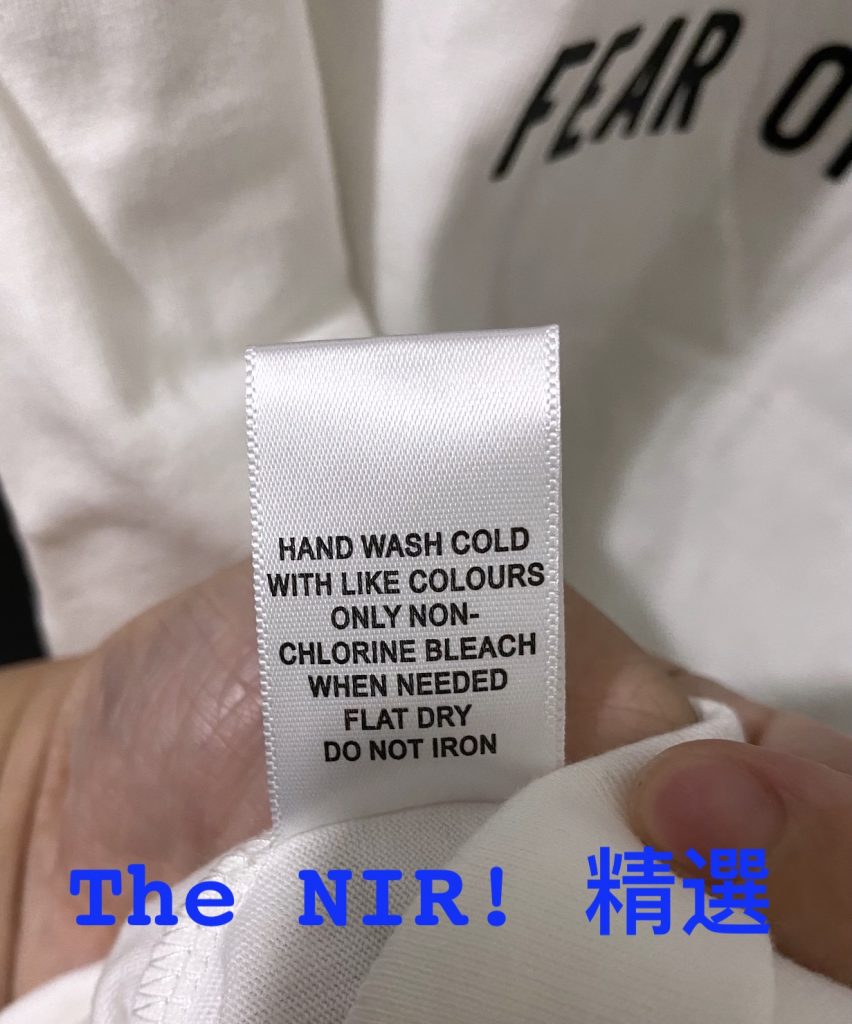 FEAR
HAND WASH COLD
WITH LIKE COLOURS
ONLY NON-
CHLORINE BLEACH
WHEN NEEDED
FLAT DRY
DO NOT IRON
The NIR! 精選